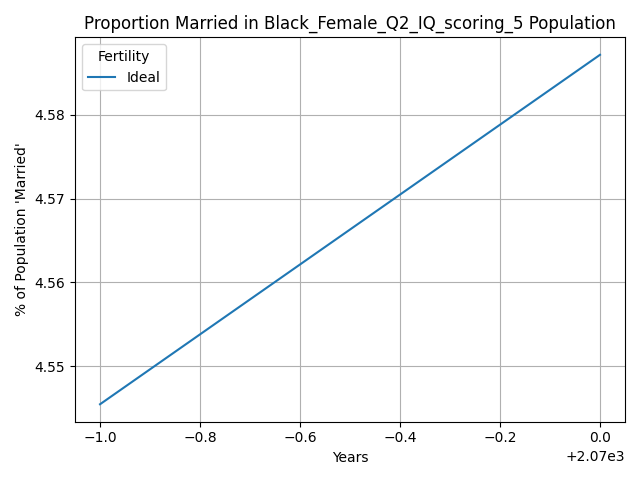 Proportion Married in Black_Female_Q2_IQ_scoring_5 Population
Fertility
Ideal
% of Population 'Married'
4.58
4.57
4.56
4.55
−1.0 −0.8 −0.6 −0.4 −0.2 0.0
Years
+2.07e3